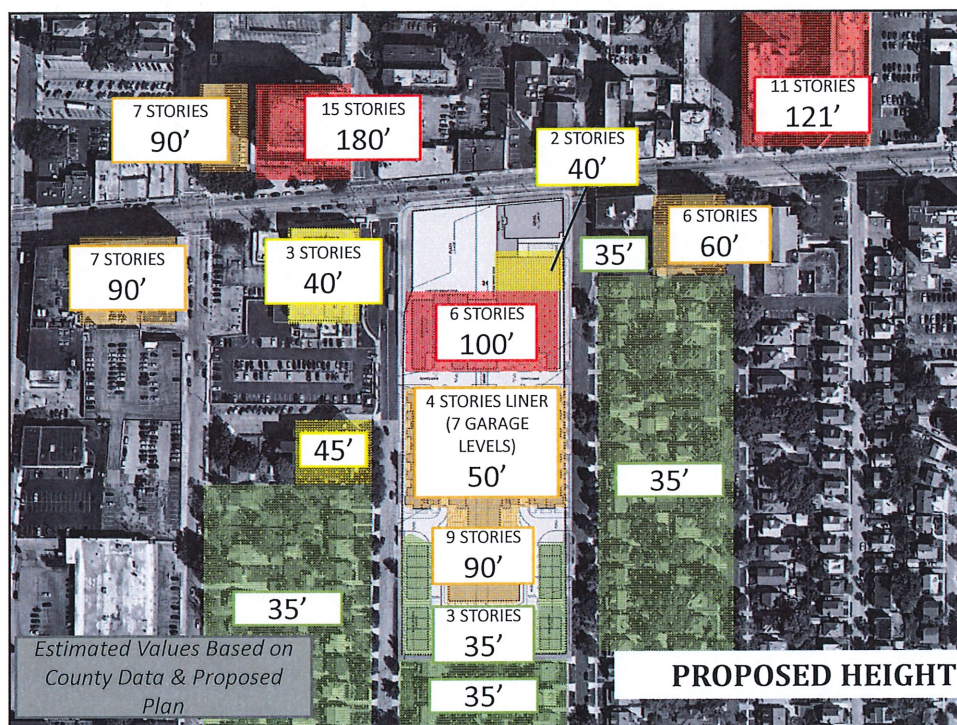 11 STORIES
121'
7 STORIES
90'
15 STORIES
180'
2 STORIES
40'
6 STORIES
60'
35'
7 STORIES
90'
3 STORIES
40'
6 STORIES
100'
4 STORIES LINER
(7 GARAGE
LEVELS)
50'
45'
35'
9 STORIES
90'
35'
3 STORIES
35'
35'
Estimated Values Based on
County Data & Proposed
Plan
PROPOSED HEIGHT